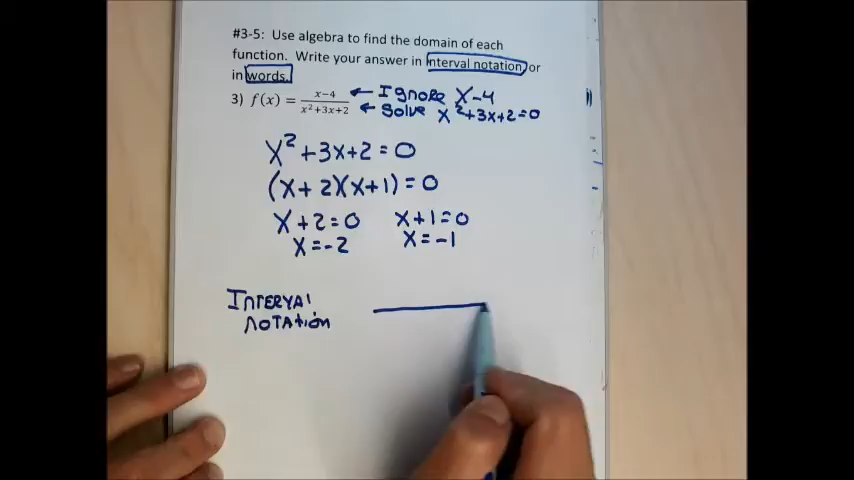 #3-5: Use algebra to find the domain of each
function. Write your answer in interval notation, or
in words.
3) f(x) = x-4 / x²+3x+2 ← Ignore x-4
← Solve x²+3x+2=0
x²+3x+2=0
(x+2)(x+1)=0
x+2=0 x+1=0
x=-2 x=-1
Interval
notation